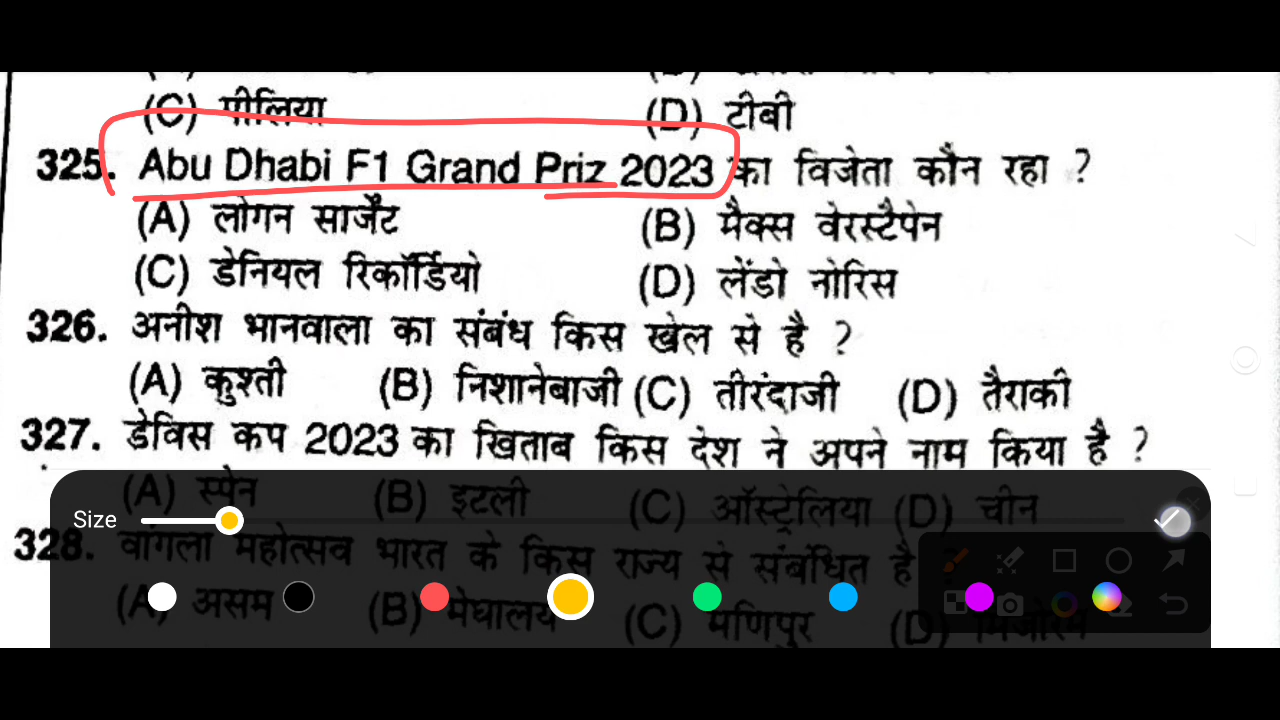 (C) पीलिया (D) टीबी
325. Abu Dhabi F1 Grand Priz 2023 का विजेता कौन रहा ?
(A) लोगन सार्जेंट (B) मैक्स वेरस्टैपेन
(C) डेनियल रिकॉर्डियो (D) लेंडो नोरिस
326. अनीश भानवाला का संबंध किस खेल से है ?
(A) कुश्ती (B) निशानेबाजी (C) तीरंदाजी (D) तैराकी
327. डेविस कप 2023 का खिताब किस देश ने अपने नाम किया है ?
(A) स्पेन (B) इटली (C) ऑस्ट्रेलिया (D) चीन
Size
328. वांगला महोत्सव भारत के किस राज्य से संबंधित है
(A) असम (B) मेघालय (C) मणिपुर (D) मिजोरम